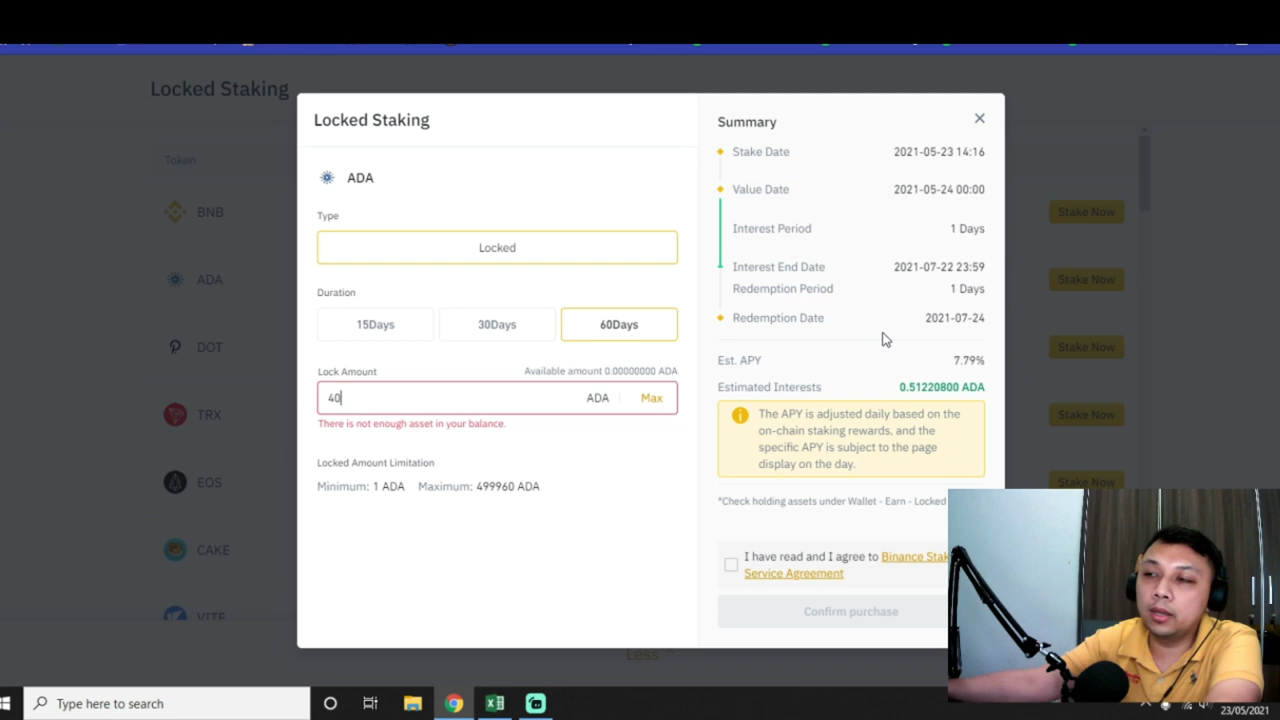 Locked Staking
Token
BNB
ADA
DOT
TRX
EOS
CAKE
VITE
Stake Now
Stake Now
Stake Now
Stake Now
Stake Now
Less
Locked Staking
ADA
Type
Locked
Duration
15Days 30Days 60Days
Lock Amount Available amount 0.00000000 ADA
40 ADA Max
There is not enough asset in your balance.
Locked Amount Limitation
Minimum: 1 ADA Maximum: 499960 ADA
Summary
Stake Date 2021-05-23 14:16
Value Date 2021-05-24 00:00
Interest Period 1 Days
Interest End Date 2021-07-22 23:59
Redemption Period 1 Days
Redemption Date 2021-07-24
Est. APY 7.79%
Estimated Interests 0.51220800 ADA
The APY is adjusted daily based on the
on-chain staking rewards, and the
specific APY is subject to the page
display on the day.
*Check holding assets under Wallet - Earn - Locked
I have read and I agree to Binance Stak
Service Agreement
Confirm purchase
Type here to search
23/05/2021